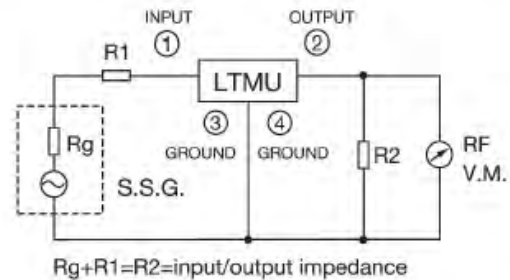 INPUT OUTPUT
① ②
R1
LTMU
③ ④
Rg
GROUND GROUND
R2
RF
V.M.
S.S.G.
Rg+R1=R2=input/output impedance